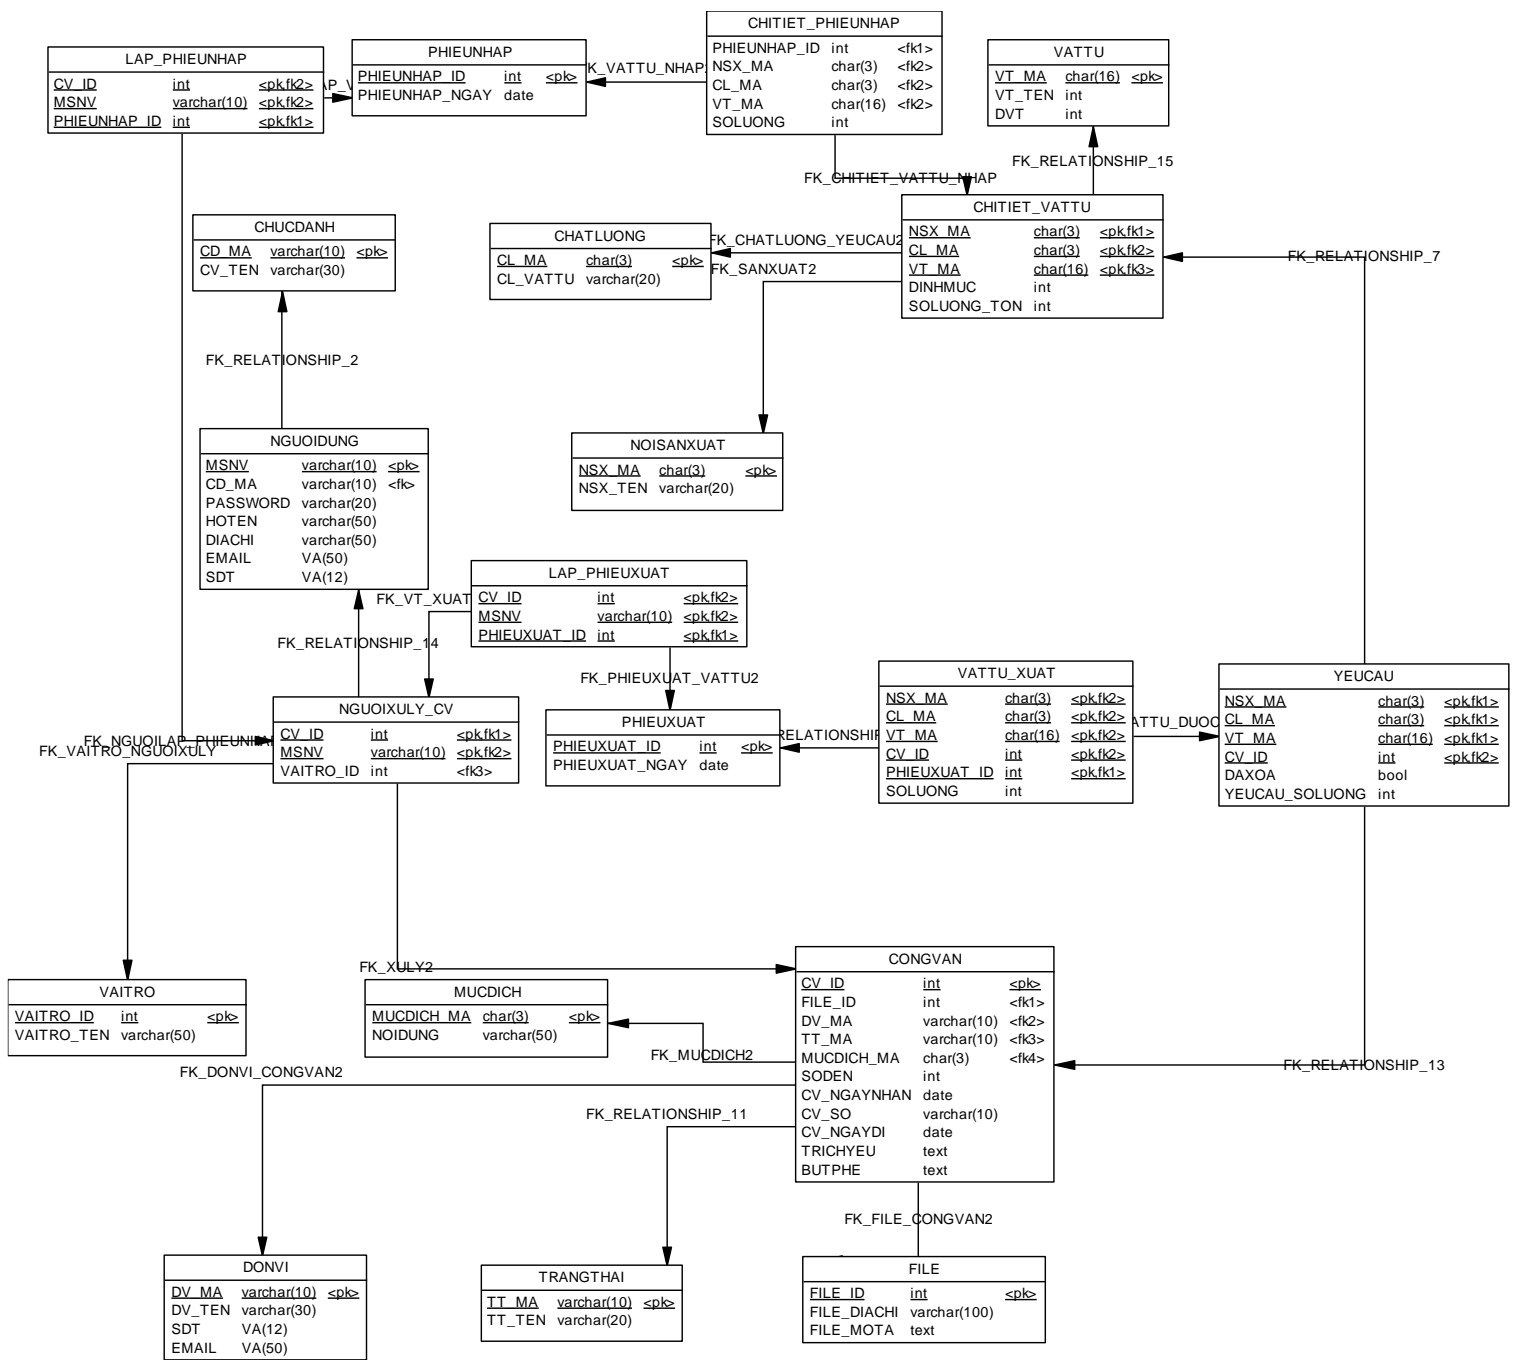 LAP_PHIEUNHAP
CV_ID int <pk,fk2>
MSNV varchar(10) <pk,fk2>
PHIEUNHAP_ID int <pk,fk1>
PHIEUNHAP
PHIEUNHAP_ID int <pk>
PHIEUNHAP_NGAY date
CHITIET_PHIEUNHAP
PHIEUNHAP_ID int <fk1>
NSX_MA char(3) <fk2>
CL_MA char(3) <fk2>
VT_MA char(16) <fk2>
SOLUONG int
VATTU
VT_MA char(16) <pk>
VT_TEN int
DVT int
FK_RELATIONSHIP_15
FK_CHITIET_VATTU_NHAP
CHUCDANH
CD_MA varchar(10) <pk>
CV_TEN varchar(30)
CHATLUONG
CL_MA char(3) <pk>
CL_VATTU varchar(20)
FK_CHATLUONG_YEUCAU2
FK_SANXUAT2
CHITIET_VATTU
NSX_MA char(3) <pk,fk1>
CL_MA char(3) <pk,fk2>
VT_MA char(16) <pk,fk3>
DINHMUC int
SOLUONG_TON int
FK_RELATIONSHIP_7
FK_RELATIONSHIP_2
NGUOIDUNG
MSNV varchar(10) <pk>
CD_MA varchar(10) <fk>
PASSWORD varchar(20)
HOTEN varchar(50)
DIACHI varchar(50)
EMAIL VA(50)
SDT VA(12)
NOISANXUAT
NSX_MA char(3) <pk>
NSX_TEN varchar(20)
FK_VT_XUAT
LAP_PHIEUXUAT
CV_ID int <pk,fk2>
MSNV varchar(10) <pk,fk2>
PHIEUXUAT_ID int <pk,fk1>
FK_RELATIONSHIP_14
FK_PHIEUXUAT_VATTU2
NGUOIXULY_CV
CV_ID int <pk,fk1>
MSNV varchar(10) <pk,fk2>
VAITRO_ID int <fk3>
FK_VAITRO_NGUOIXULY
PHIEUXUAT
PHIEUXUAT_ID int <pk>
PHIEUXUAT_NGAY date
VATTU_XUAT
NSX_MA char(3) <pk,fk2>
CL_MA char(3) <pk,fk2>
VT_MA char(16) <pk,fk2>
CV_ID int <pk,fk2>
PHIEUXUAT_ID int <pk,fk1>
SOLUONG int
YEUCAU
NSX_MA char(3) <pk,fk1>
CL_MA char(3) <pk,fk1>
VT_MA char(16) <pk,fk1>
CV_ID int <pk,fk2>
DAXOA bool
YEUCAU_SOLUONG int
FK_XULY2
VAITRO
VAITRO_ID int <pk>
VAITRO_TEN varchar(50)
MUCDICH
MUCDICH_MA char(3) <pk>
NOIDUNG varchar(50)
FK_MUCDICH2
CONGVAN
CV_ID int <pk>
FILE_ID int <fk1>
DV_MA varchar(10) <fk2>
TT_MA varchar(10) <fk3>
MUCDICH_MA char(3) <fk4>
SODEN int
CV_NGAYNHAN date
CV_SO varchar(10)
CV_NGAYDI date
TRICHYEU text
BUTPHE text
FK_RELATIONSHIP_13
FK_DONVI_CONGVAN2
FK_RELATIONSHIP_11
FK_FILE_CONGVAN2
DONVI
DV_MA varchar(10) <pk>
DV_TEN varchar(30)
SDT VA(12)
EMAIL VA(50)
TRANGTHAI
TT_MA varchar(10) <pk>
TT_TEN varchar(20)
FILE
FILE_ID int <pk>
FILE_DIACHI varchar(100)
FILE_MOTA text